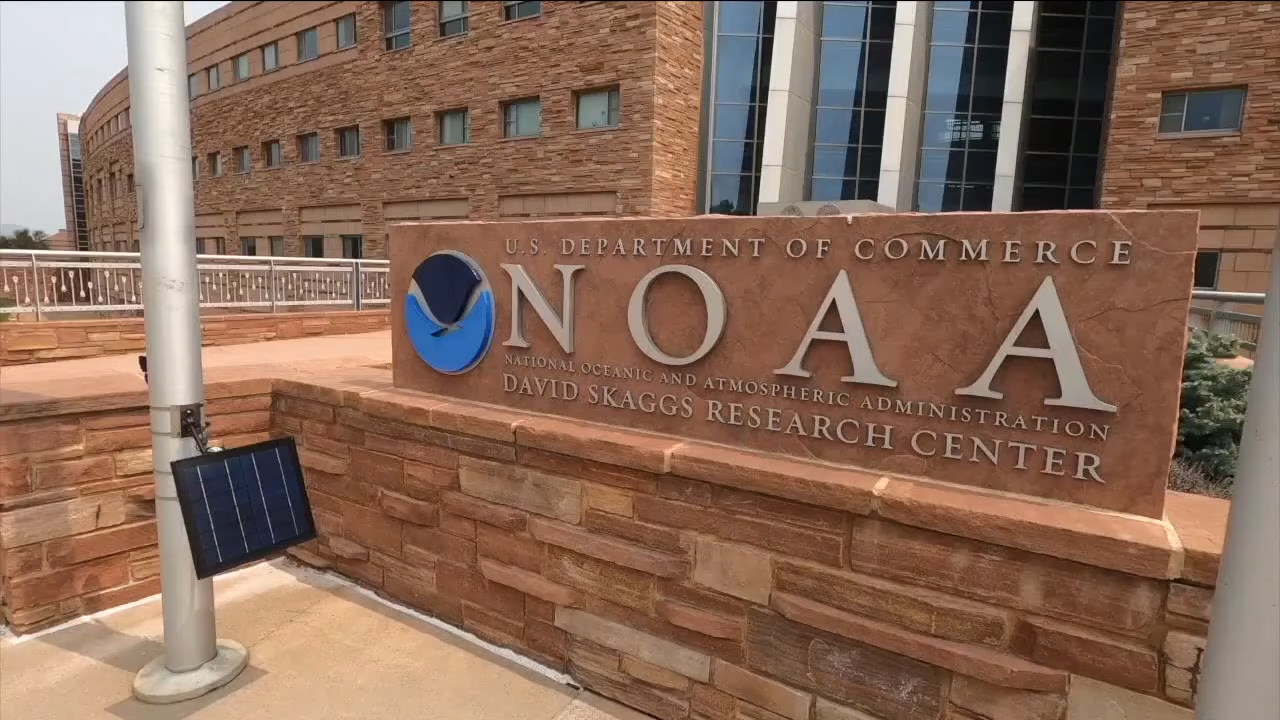 U.S. DEPARTMENT OF COMMERCE
NOAA
NATIONAL OCEANIC AND ATMOSPHERIC ADMINISTRATION
DAVID SKAGGS RESEARCH CENTER